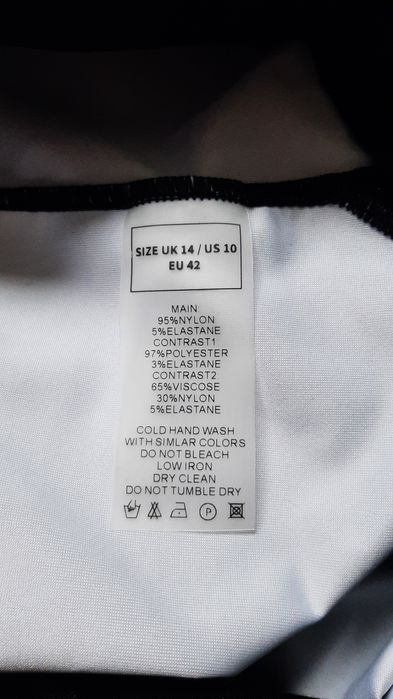 SIZE UK 14 / US 10
EU 42
MAIN
95%NYLON
5%ELASTANE
CONTRAST1
97%POLYESTER
3%ELASTANE
CONTRAST2
65%VISCOSE
30%NYLON
5%ELASTANE
COLD HAND WASH
WITH SIMLAR COLORS
DO NOT BLEACH
LOW IRON
DRY CLEAN
DO NOT TUMBLE DRY
P